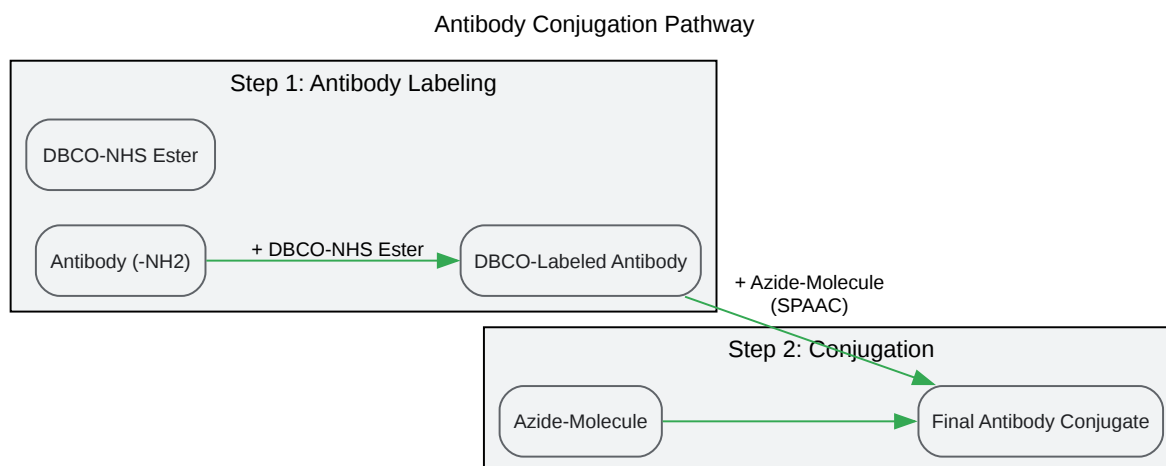 Antibody Conjugation Pathway
Step 1: Antibody Labeling
DBCO-NHS Ester
Antibody (-NH2)
+ DBCO-NHS Ester
DBCO-Labeled Antibody
+ Azide-Molecule
(SPAAC)
Step 2: Conjugation
Azide-Molecule
Final Antibody Conjugate